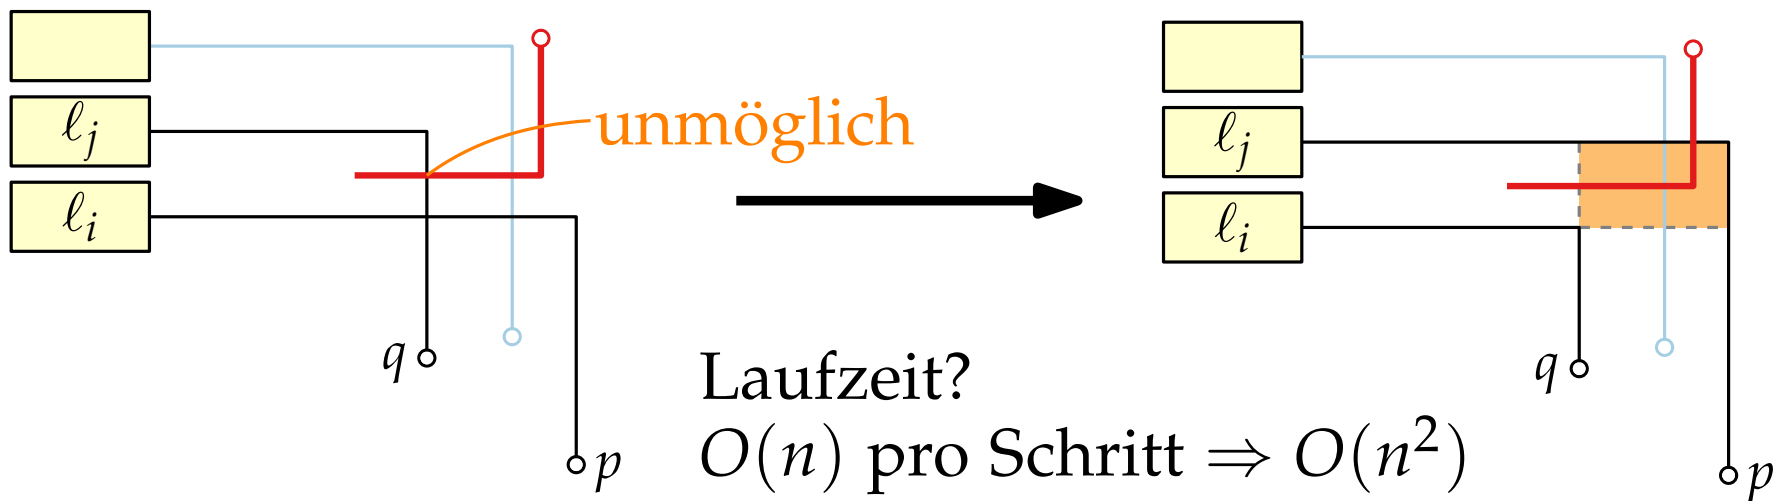 ℓj
ℓi
unmöglich
q
p
ℓj
ℓi
q
p
Laufzeit?
O(n) pro Schritt ⇒ O(n²)